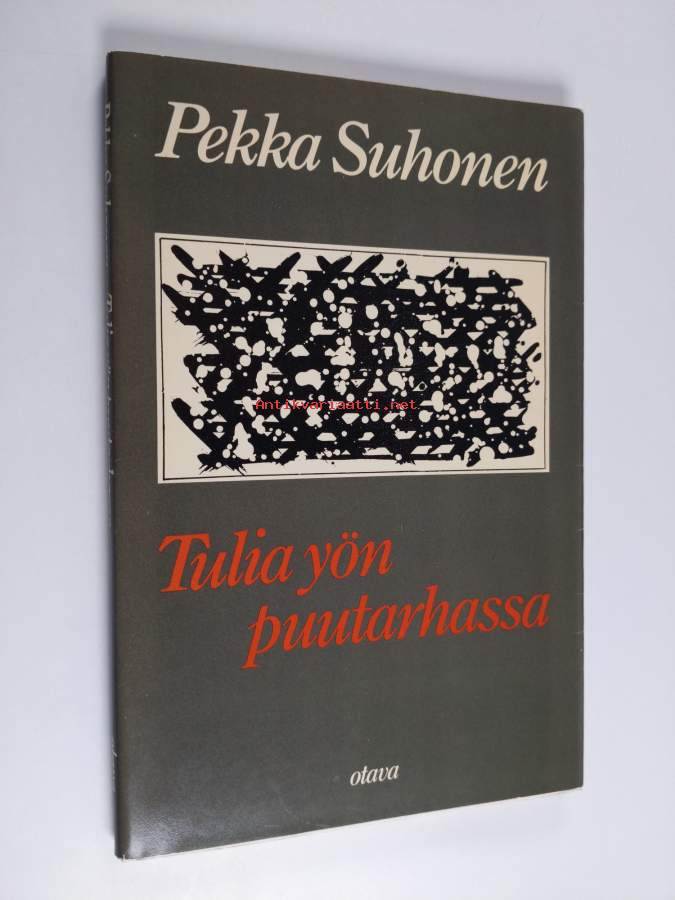 Pekka Suhonen
Antikvariaatti.net
Tulia yön
puutarhassa
otava